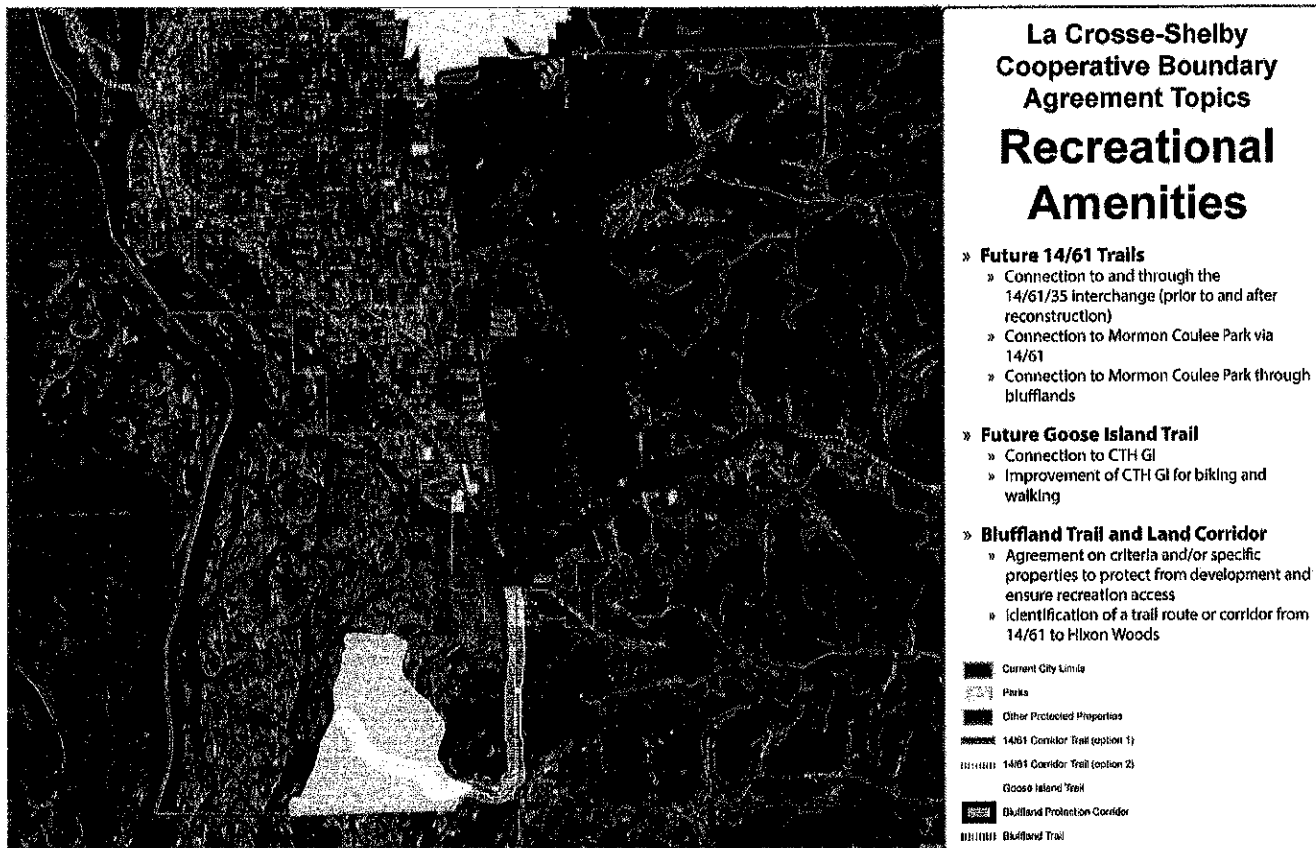 La Crosse-Shelby
Cooperative Boundary
Agreement Topics
Recreational
Amenities
» Future 14/61 Trails
» Connection to and through the
14/61/35 interchange (prior to and after
reconstruction)
» Connection to Mormon Coulee Park via
14/61
» Connection to Mormon Coulee Park through
blufflands
» Future Goose Island Trail
» Connection to CTH GI
» Improvement of CTH GI for biking and
walking
» Bluffland Trail and Land Corridor
» Agreement on criteria and/or specific
properties to protect from development and
ensure recreation access
» Identification of a trail route or corridor from
14/61 to Hixon Woods
Current City Limits
Parks
Other Protected Properties
14/61 Corridor Trail (option 1)
14/61 Corridor Trail (option 2)
Goose Island Trail
Bluffland Protection Corridor
Bluffland Trail